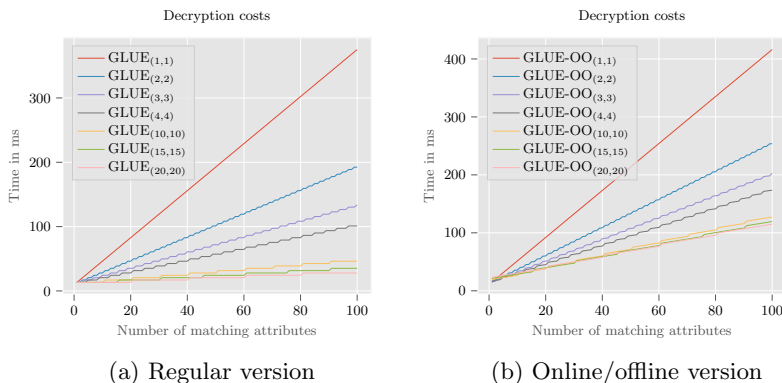 Decryption costs
GLUE(1,1)
GLUE(2,2)
GLUE(3,3)
GLUE(4,4)
GLUE(10,10)
GLUE(15,15)
GLUE(20,20)
300
200
100
0
Time in ms
0 20 40 60 80 100
Number of matching attributes
(a) Regular version
Decryption costs
GLUE-OO(1,1)
GLUE-OO(2,2)
GLUE-OO(3,3)
GLUE-OO(4,4)
GLUE-OO(10,10)
GLUE-OO(15,15)
GLUE-OO(20,20)
400
300
200
100
0
Time in ms
0 20 40 60 80 100
Number of matching attributes
(b) Online/offline version